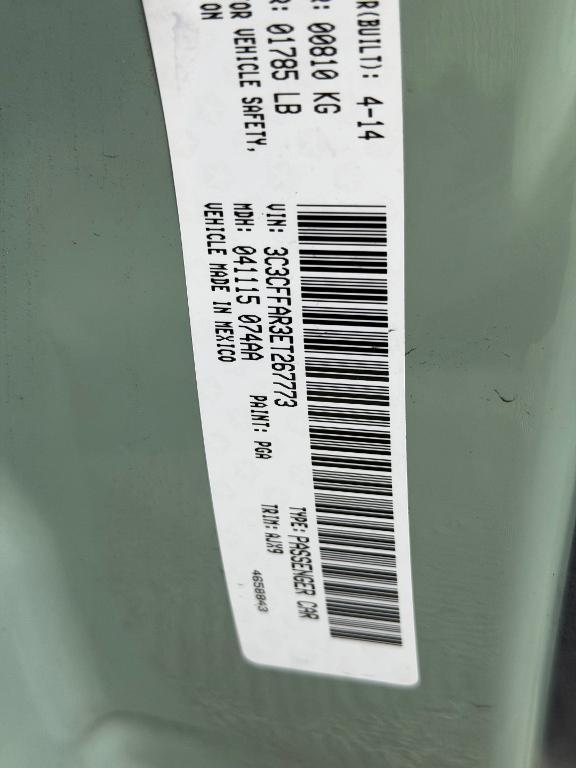 R(BUILT): 4-14
R: 00810 KG
R: 01785 LB
OR VEHICLE SAFETY,
ON
VIN: 3C3CFFAR3ET267773
TYPE: PASSENGER CAR
MDH: 041115 074AA PAINT: PGA TRIM: AJX9
VEHICLE MADE IN MEXICO
4658843